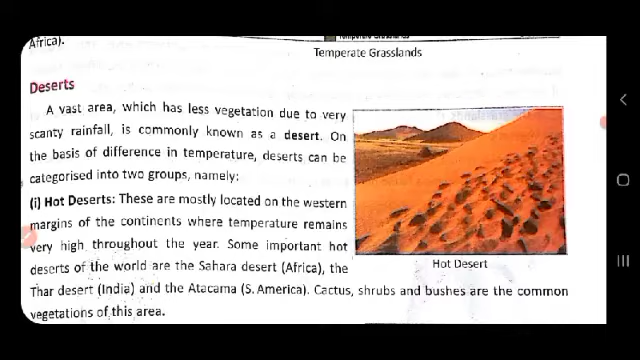 Africa).
Temperate Grasslands
Temperate Grasslands
Deserts
A vast area, which has less vegetation due to very
scanty rainfall, is commonly known as a desert. On
the basis of difference in temperature, deserts can be
categorised into two groups, namely:
(i) Hot Deserts: These are mostly located on the western
margins of the continents where temperature remains
very high throughout the year. Some important hot
deserts of the world are the Sahara desert (Africa), the
Thar desert (India) and the Atacama (S. America). Cactus, shrubs and bushes are the common
vegetations of this area.
Hot Desert